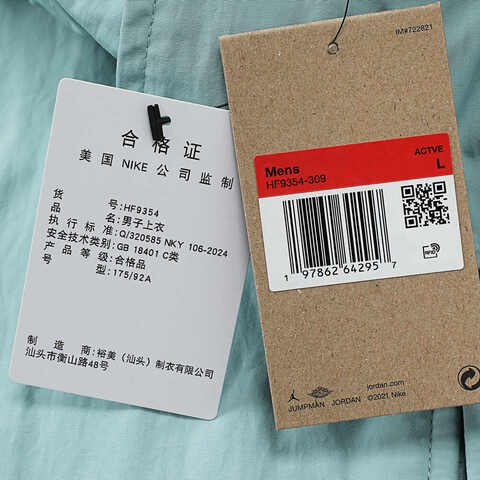 合格证
美国 NIKE 公司监制
货 号:HF9354
品 名:男子上衣
执行标准:Q/320585 NKY 106-2024
安全技术类别:GB 18401 C类
产品等级:合格品
号 型:175/92A
制造商:裕美(汕头)制衣有限公司
汕头市衡山路48号
IM#722821
ACTVE
Mens
L
HF9354-309
RFID
1 97862 64295 7
JUMPMAN JORDAN
jordan.com
©2021 Nike